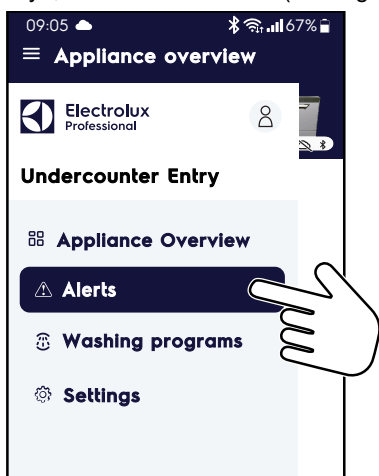 09:05 67%
Appliance overview
Electrolux
Professional
Undercounter Entry
Appliance Overview
Alerts
Washing programs
Settings